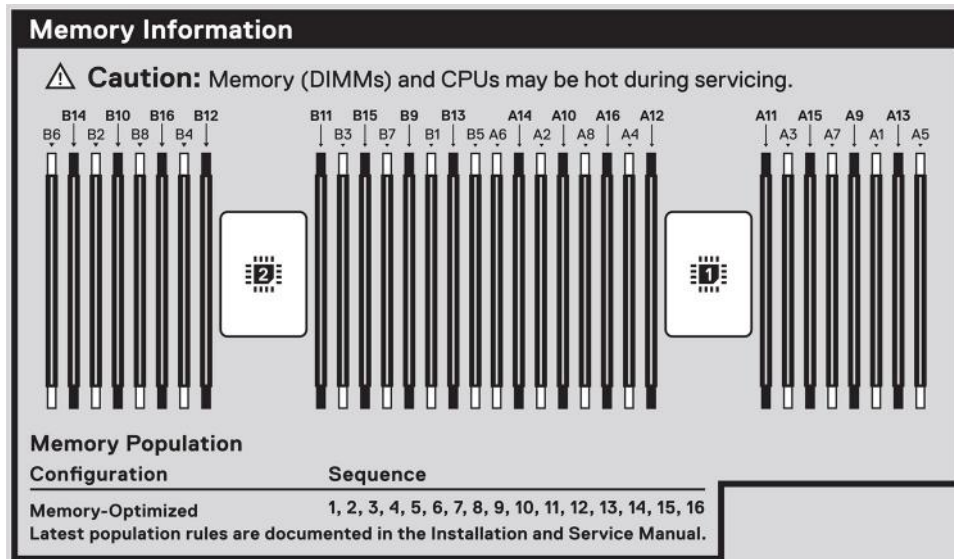 Memory Information
Caution: Memory (DIMMs) and CPUs may be hot during servicing.
B14 B10 B16 B12 B11 B15 B9 B13 A14 A10 A16 A12 A11 A15 A9 A13
B6 B2 B8 B4 B3 B7 B1 B5 A6 A2 A8 A4 A3 A7 A1 A5
2 1
Memory Population
Configuration Sequence
Memory-Optimized 1, 2, 3, 4, 5, 6, 7, 8, 9, 10, 11, 12, 13, 14, 15, 16
Latest population rules are documented in the Installation and Service Manual.